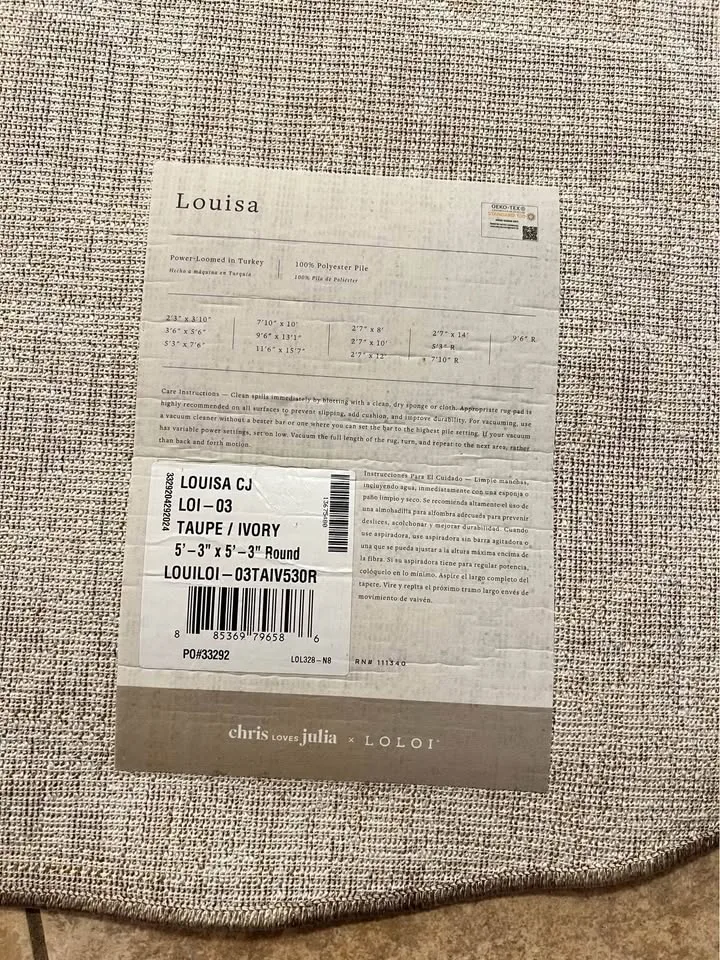 Louisa
OEKO-TEX®
STANDARD 100
Power-Loomed in Turkey
Hecho a máquina en Turquía
100% Polyester Pile
100% Pila de Poliéster
2'3" x 3'10"
3'6" x 5'6"
5'3" x 7'6"
7'10" x 10'
9'6" x 13'1"
11'6" x 15'7"
2'7" x 8'
2'7" x 10'
2'7" x 12'
2'7" x 14'
5'3" R
7'10" R
9'6" R
Care Instructions — Clean spills immediately by blotting with a clean, dry sponge or cloth. Appropriate rug pad is
highly recommended on all surfaces to prevent slipping, add cushion, and improve durability. For vacuuming, use
a vacuum cleaner without a beater bar or one where you can set the bar to the highest pile setting. If your vacuum
has variable power settings, set on low. Vacuum the full length of the rug, turn, and repeat to the next area, rather
than back and forth motion.
Instrucciones Para El Cuidado — Limpie manchas,
incluyendo agua, inmediatamente con una esponja o
paño limpio y seco. Se recomienda altamente el uso de
una almohadilla para alfombra adecuada para prevenir
deslices, acolchonar y mejorar durabilidad. Cuando
use aspiradora, use aspiradora sin barra agitadora o
una que se pueda ajustar a la altura máxima encima de
la fibra. Si su aspiradora tiene para regular potencia,
colóquelo en lo mínimo. Aspire el largo completo del
tapete. Vire y repita el próximo tramo largo envés de
movimiento de vaivén.
LOUISA CJ
LOI-03
TAUPE / IVORY
5'-3" x 5'-3" Round
LOUILOI-03TAIV530R
8 85369 79658 6
PO#33292
LOL328-N8
RN# 111340
chris LOVES julia × LOLOI